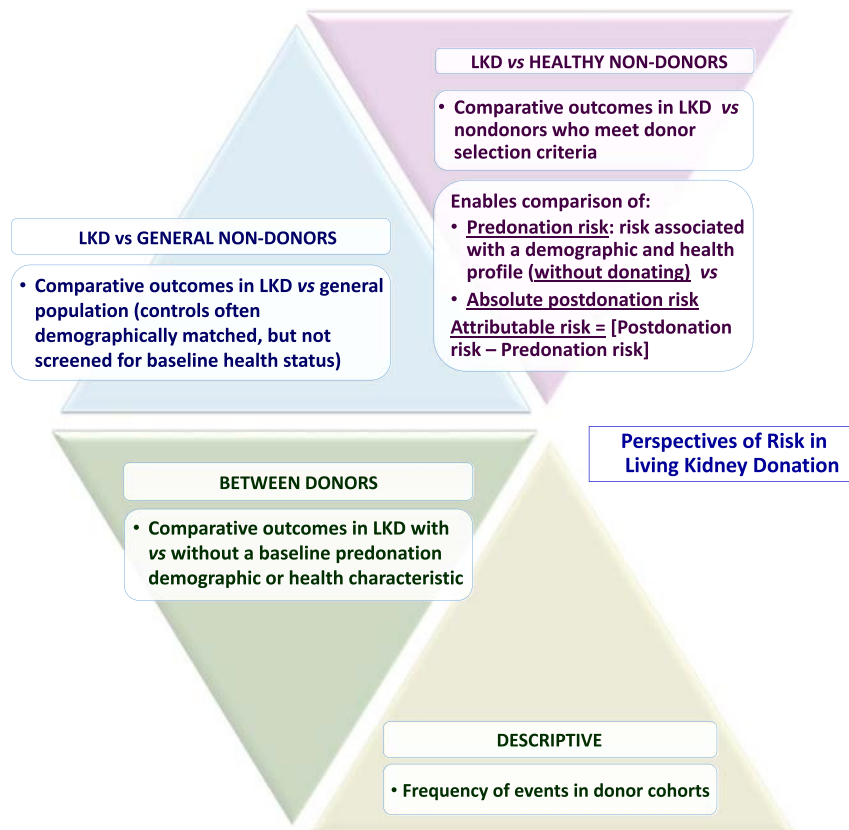 LKD vs HEALTHY NON-DONORS
• Comparative outcomes in LKD vs
nondonors who meet donor
selection criteria
Enables comparison of:
• Predonation risk: risk associated
with a demographic and health
profile (without donating) vs
• Absolute postdonation risk
Attributable risk = [Postdonation
risk – Predonation risk]
LKD vs GENERAL NON-DONORS
• Comparative outcomes in LKD vs general
population (controls often
demographically matched, but not
screened for baseline health status)
Perspectives of Risk in
Living Kidney Donation
BETWEEN DONORS
• Comparative outcomes in LKD with
vs without a baseline predonation
demographic or health characteristic
DESCRIPTIVE
• Frequency of events in donor cohorts